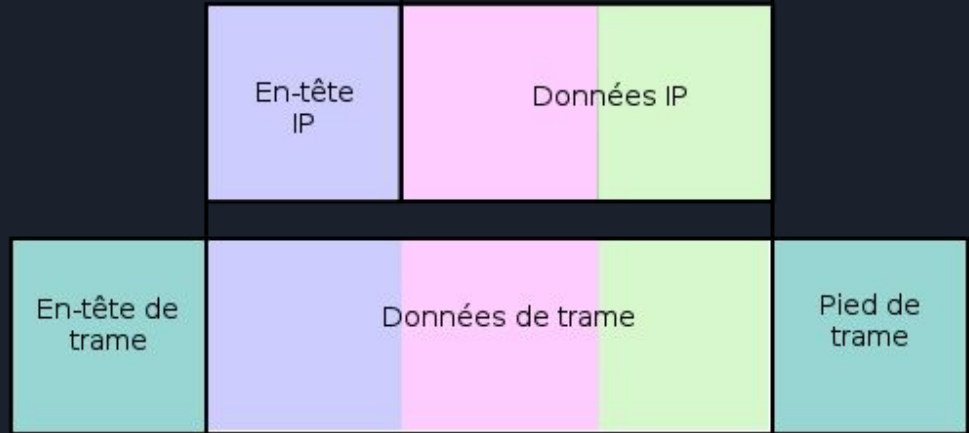 En-tête
IP
Données IP
En-tête de
trame
Données de trame
Pied de
trame